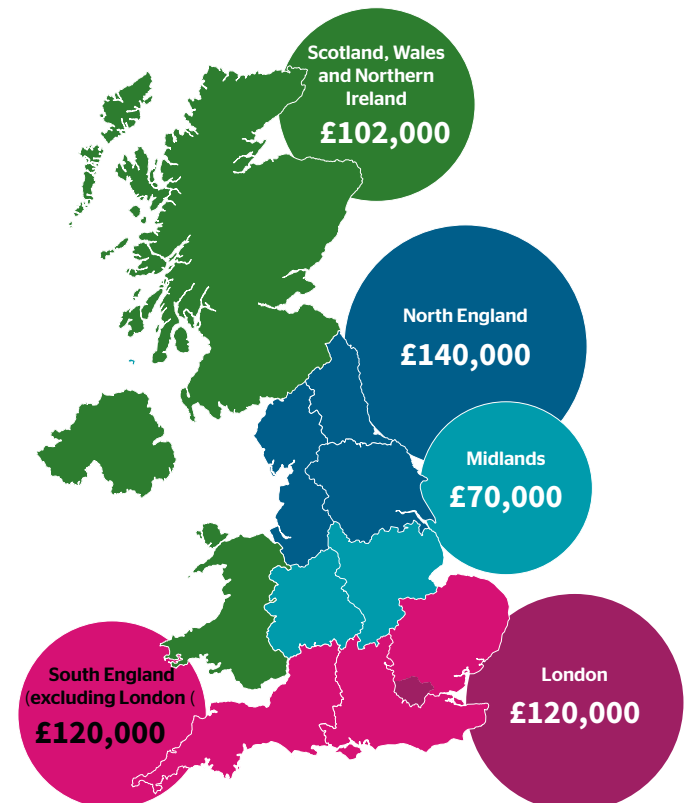 Scotland, Wales
and Northern
Ireland
£102,000
North England
£140,000
Midlands
£70,000
South England
(excluding London (
£120,000
London
£120,000